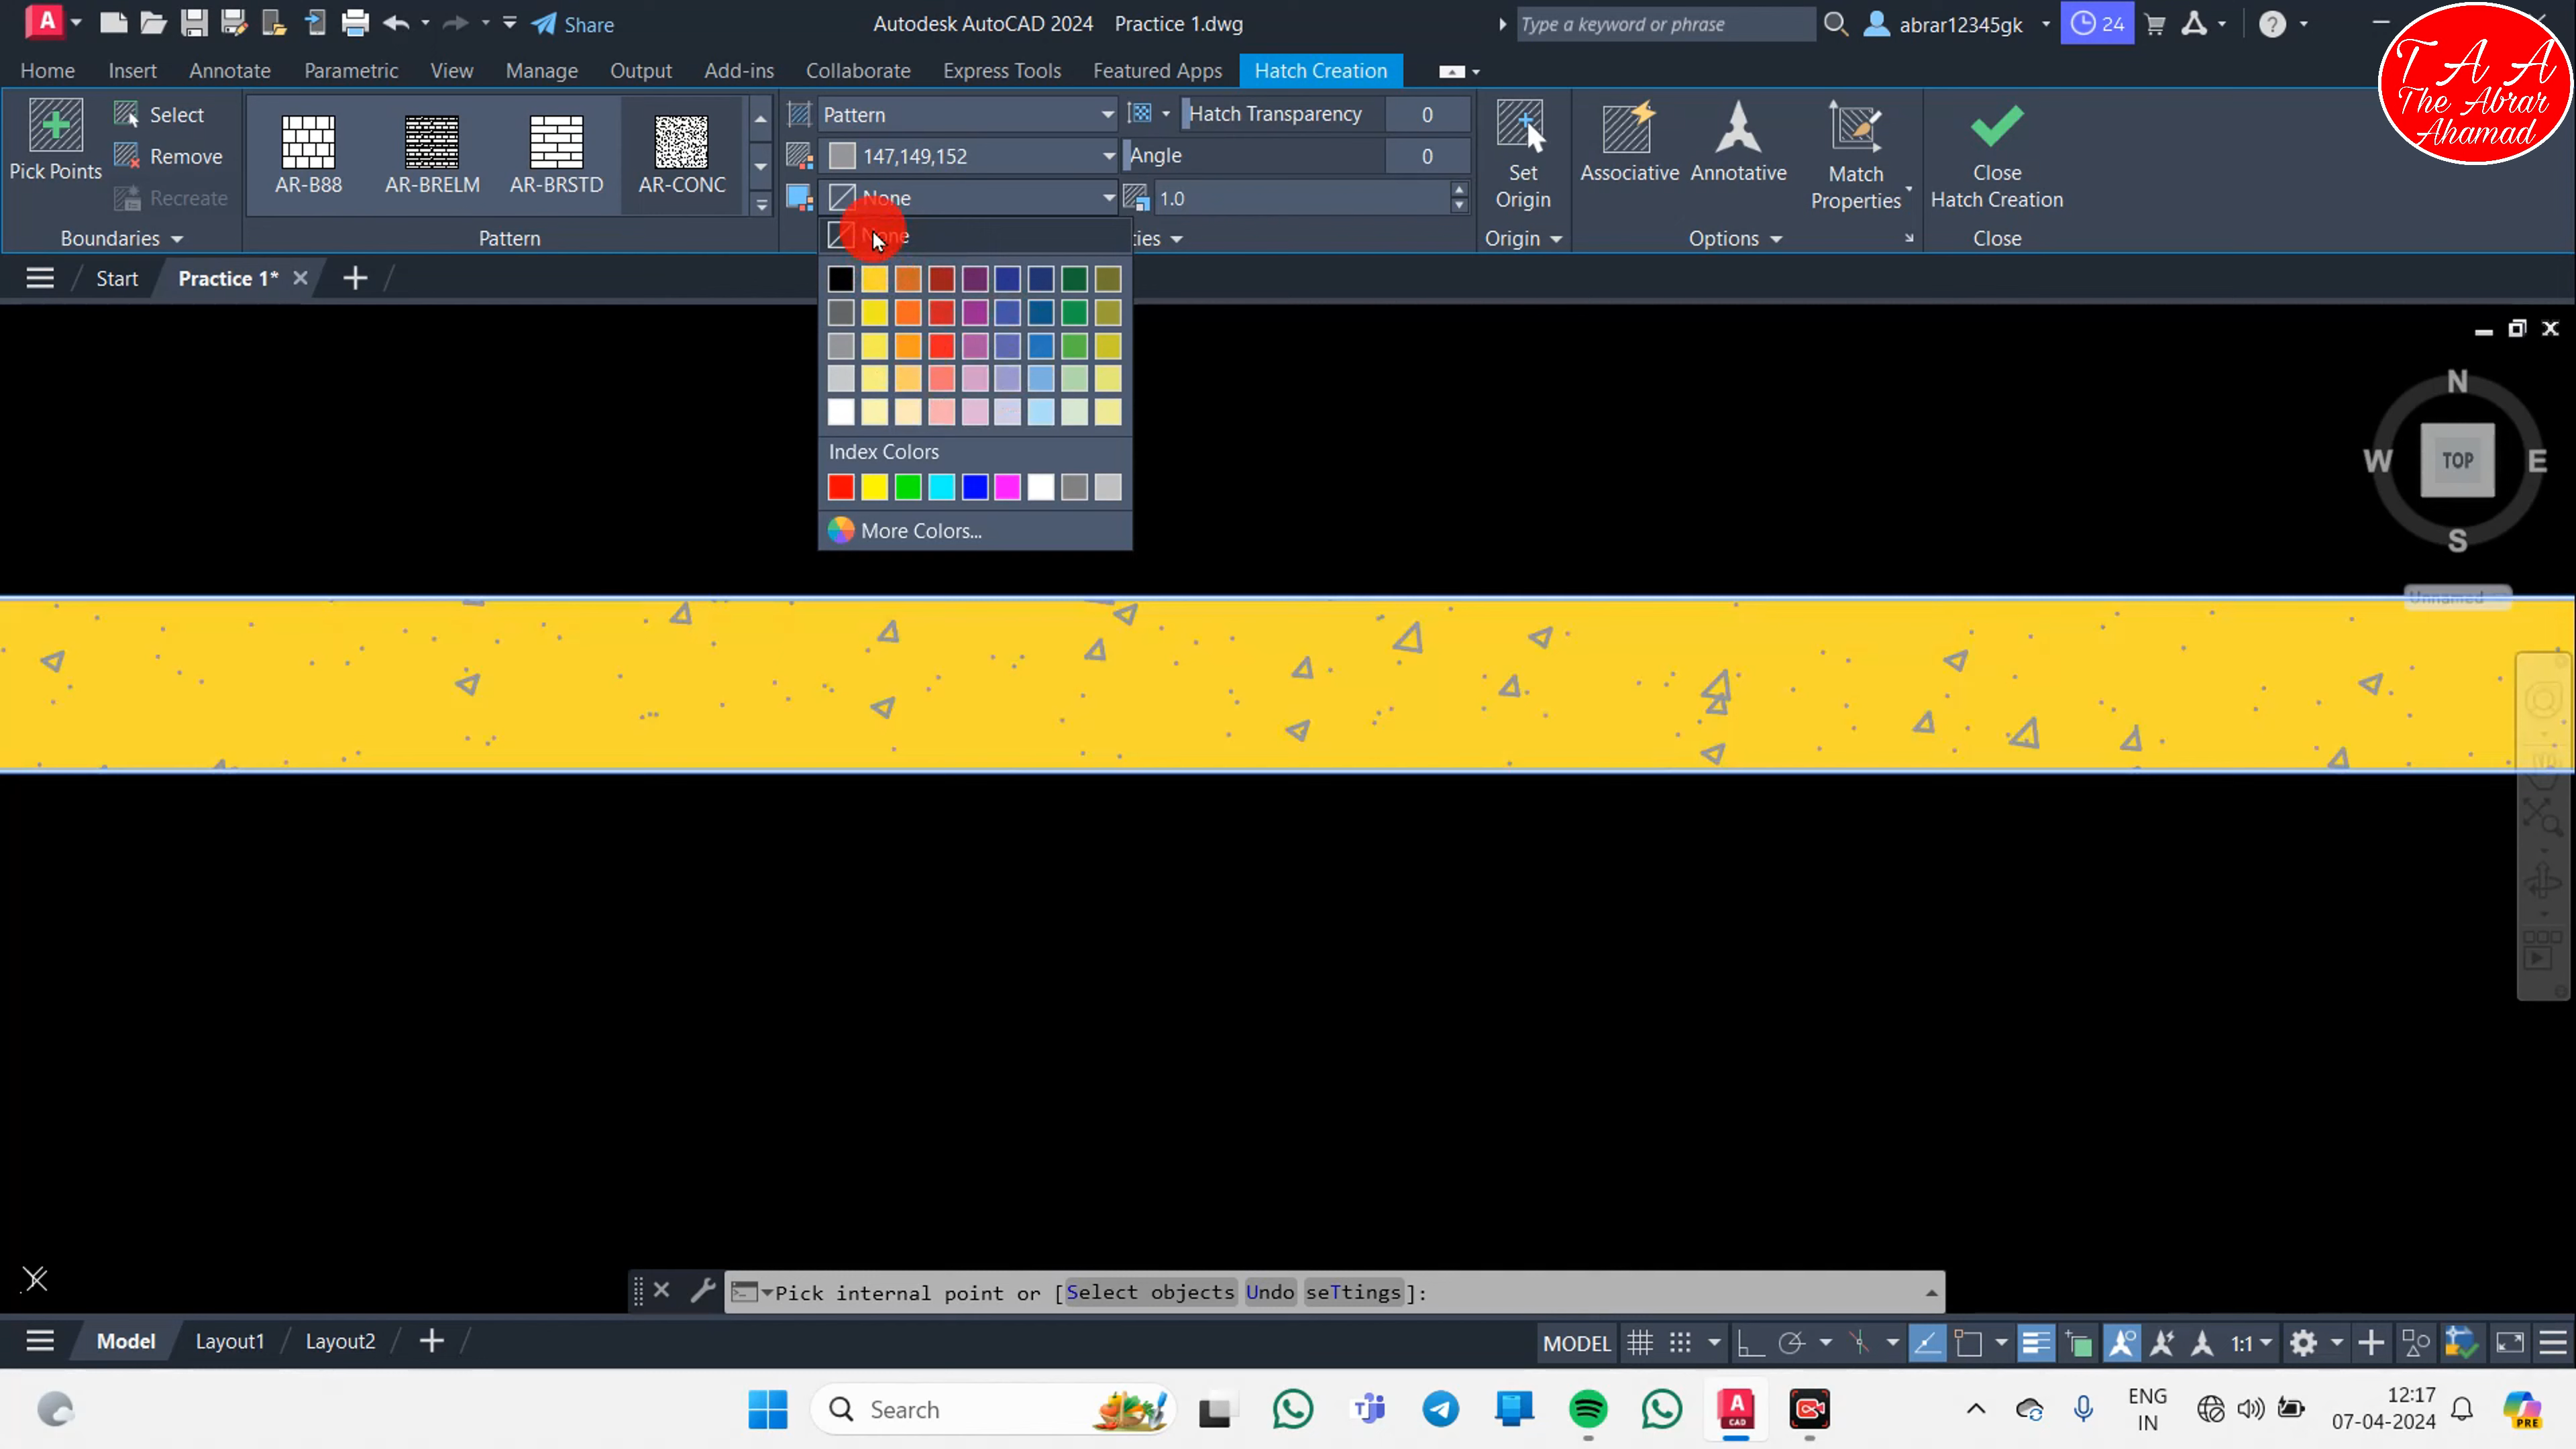 A Share Autodesk AutoCAD 2024 Practice 1.dwg Type a keyword or phrase abrar12345gk 24
T A A
The Abrar
Ahamad
Home Insert Annotate Parametric View Manage Output Add-ins Collaborate Express Tools Featured Apps Hatch Creation
Select Pattern Hatch Transparency 0
Pick Points Remove 147,149,152 Angle 0
Recreate None 1.0
AR-B88 AR-BRELM AR-BRSTD AR-CONC
Set
Origin
Associative Annotative
Match
Properties
Close
Hatch Creation
Boundaries Pattern ties Origin Options Close
None
Start Practice 1*
Index Colors
More Colors...
N
W TOP E
S
Unnamed
Pick internal point or [Select objects Undo seTtings]:
Model Layout1 Layout2 MODEL 1:1
Search
A
CAD
ENG
IN
12:17
07-04-2024
PRE